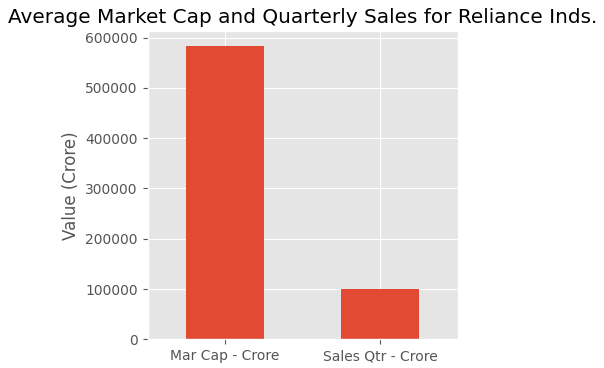 Average Market Cap and Quarterly Sales for Reliance Inds.
Value (Crore)
600000
500000
400000
300000
200000
100000
0
Mar Cap - Crore
Sales Qtr - Crore